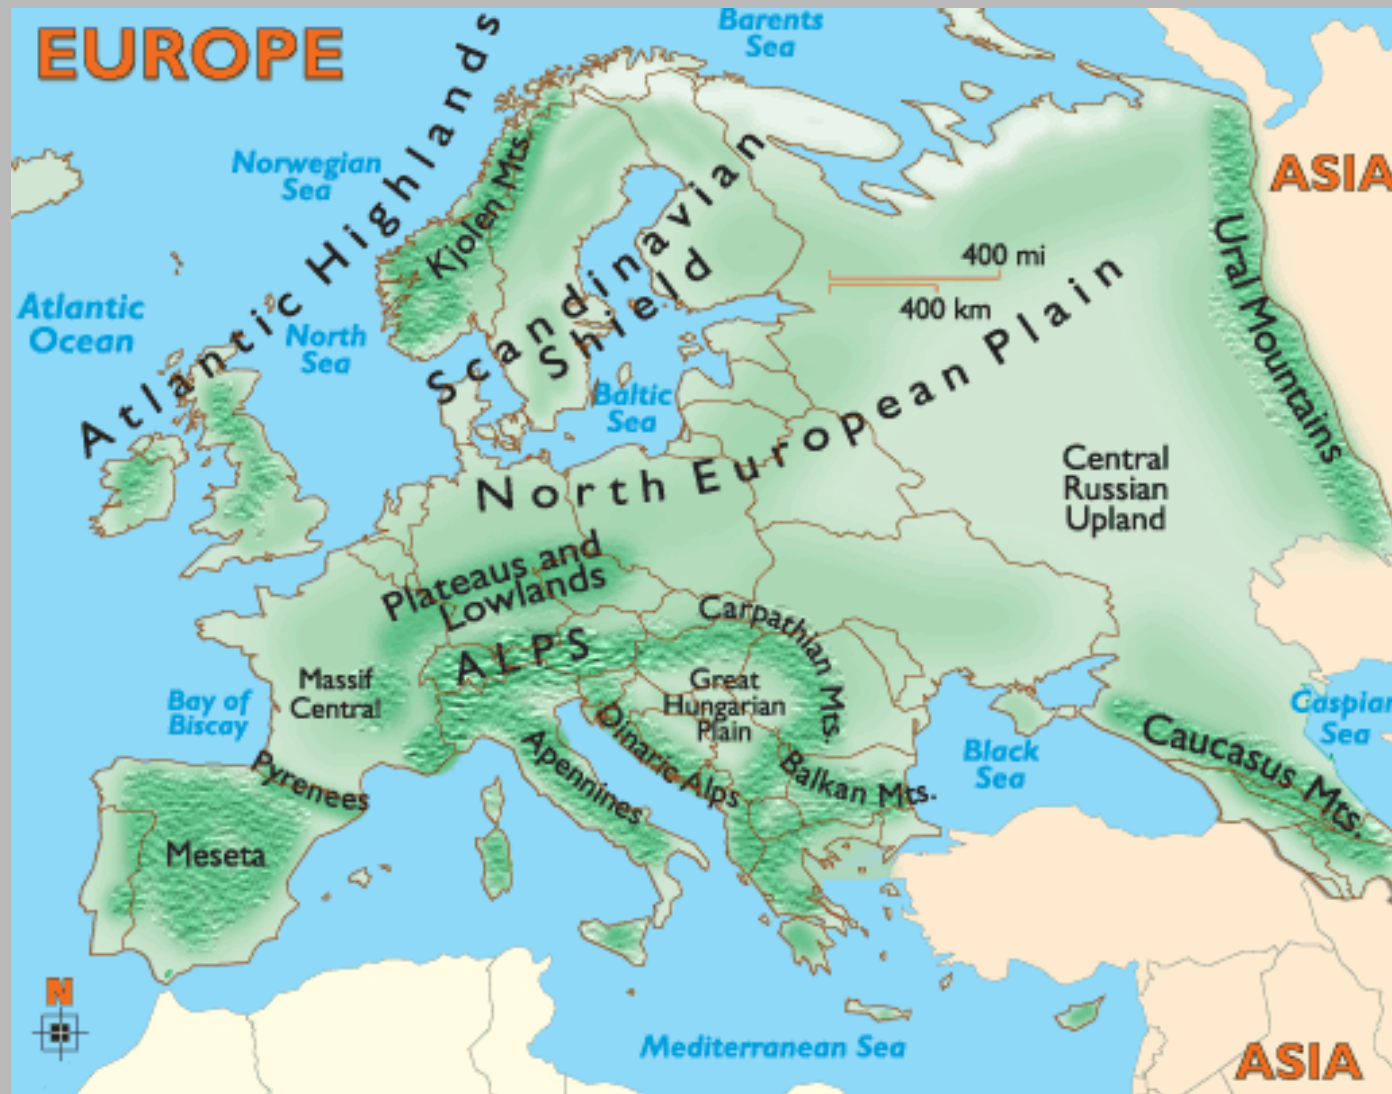 EUROPE
Barents
Sea
Atlantic Highlands
Norwegian
Sea
Kjolen Mts.
ASIA
Scandinavian
Shield
Ural Mountains
400 mi
400 km
Atlantic
Ocean
North
Sea
Baltic
Sea
North European Plain
Central
Russian
Upland
Plateaus and
Lowlands
Carpathian Mts.
ALPS
Massif
Central
Great
Hungarian
Plain
Bay of
Biscay
Caspian
Sea
Black
Sea
Caucasus Mts.
Dinaric Alps
Apennines
Pyrenees
Balkan Mts.
Meseta
N
Mediterranean Sea
ASIA